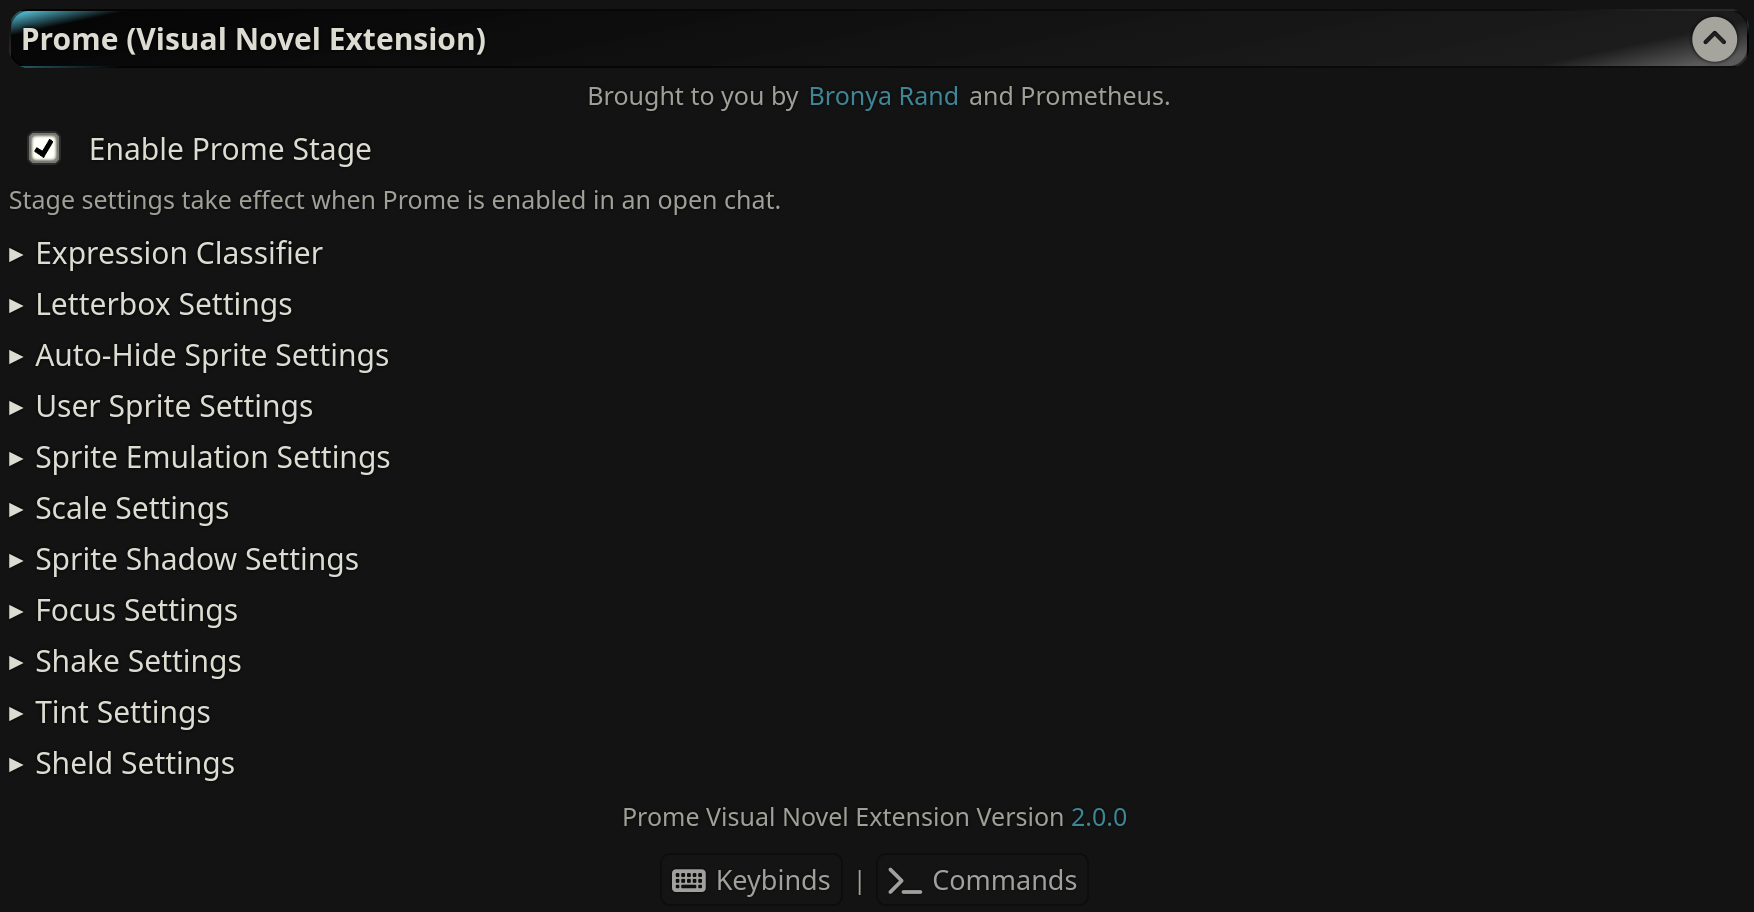 Prome (Visual Novel Extension)
Brought to you by Bronya Rand and Prometheus.
Enable Prome Stage
Stage settings take effect when Prome is enabled in an open chat.
Expression Classifier
Letterbox Settings
Auto-Hide Sprite Settings
User Sprite Settings
Sprite Emulation Settings
Scale Settings
Sprite Shadow Settings
Focus Settings
Shake Settings
Tint Settings
Sheld Settings
Prome Visual Novel Extension Version 2.0.0
Keybinds | Commands